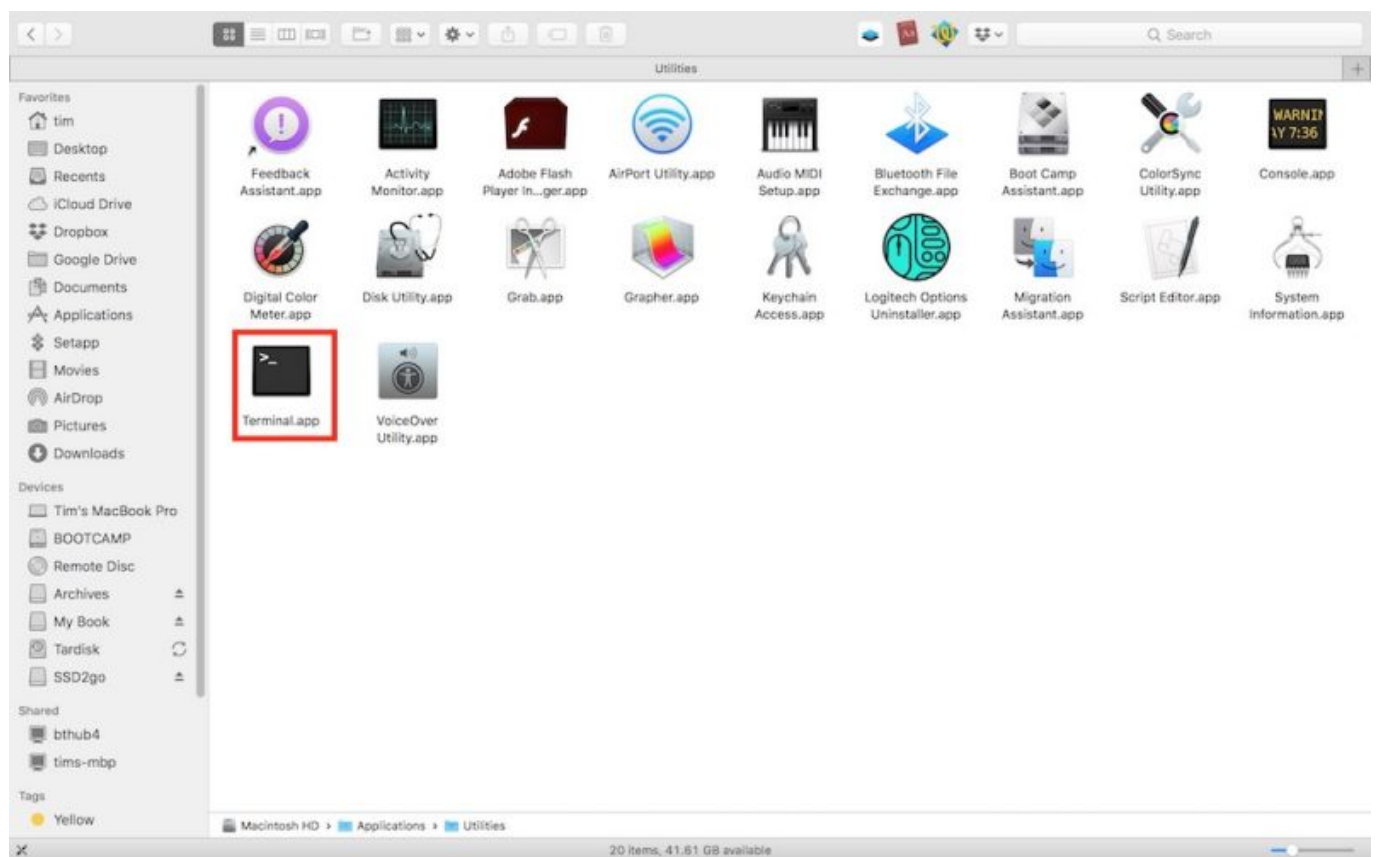 Search
Utilities
Favorites
tim
Desktop
Recents
iCloud Drive
Dropbox
Google Drive
Documents
Applications
Setapp
Movies
AirDrop
Pictures
Downloads
Devices
Tim's MacBook Pro
BOOTCAMP
Remote Disc
Archives
My Book
Tardisk
SSD2go
Shared
bthub4
tims-mbp
Tags
Yellow
Feedback
Assistant.app
Activity
Monitor.app
Adobe Flash
Player In...ger.app
AirPort Utility.app
Audio MIDI
Setup.app
Bluetooth File
Exchange.app
Boot Camp
Assistant.app
ColorSync
Utility.app
WARNIN
AY 7:36
Console.app
Digital Color
Meter.app
Disk Utility.app
Grab.app
Grapher.app
Keychain
Access.app
Logitech Options
Uninstaller.app
Migration
Assistant.app
Script Editor.app
System
Information.app
>_
Terminal.app
VoiceOver
Utility.app
Macintosh HD › Applications › Utilities
20 items, 41.61 GB available